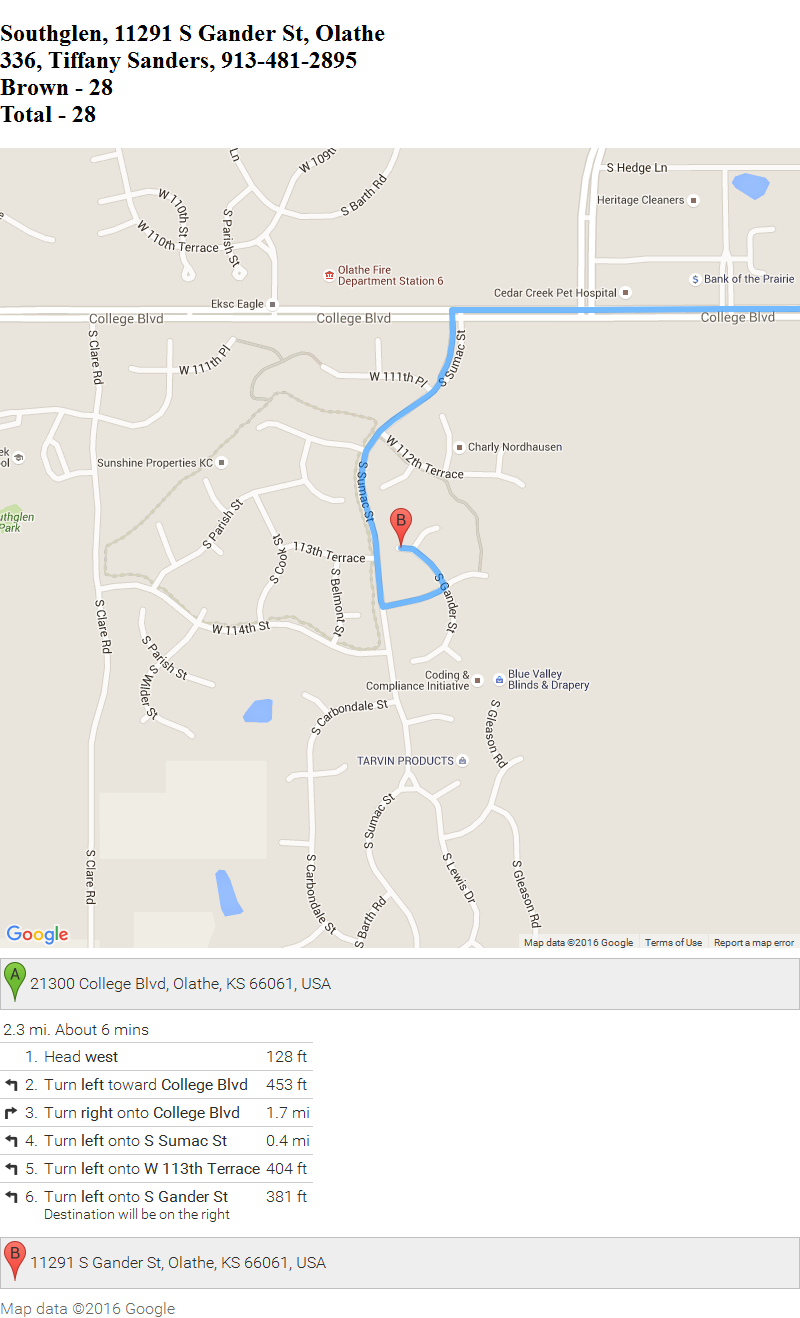 Southglen, 11291 S Gander St, Olathe
336, Tiffany Sanders, 913-481-2895
Brown - 28
Total - 28
Ln
W 109th
S Hedge Ln
S Barth Rd
Heritage Cleaners
W 110th St
S Parish St
W 110th Terrace
Olathe Fire
Department Station 6
Bank of the Prairie
Eksc Eagle
Cedar Creek Pet Hospital
College Blvd
College Blvd
College Blvd
S Clare Rd
W 111th Pl
S Sumac St
W 111th Pl
W 112th Terrace
Charly Nordhausen
ek
ol
Sunshine Properties KC
S Sumac St
uthglen
Park
S Parish St
B
S Cook St
113th Terrace
S Belmont St
S Gander St
S Clare Rd
W 114th St
S Parish St
S Wilder St
Coding &
Compliance Initiative
Blue Valley
Blinds & Drapery
S Carbondale St
S Gleason Rd
TARVIN PRODUCTS
S Sumac St
S Clare Rd
S Carbondale St
S Lewis Dr
S Gleason Rd
S Barth Rd
Google
Map data ©2016 Google Terms of Use Report a map error
A 21300 College Blvd, Olathe, KS 66061, USA
2.3 mi. About 6 mins
1. Head west 128 ft
2. Turn left toward College Blvd 453 ft
3. Turn right onto College Blvd 1.7 mi
4. Turn left onto S Sumac St 0.4 mi
5. Turn left onto W 113th Terrace 404 ft
6. Turn left onto S Gander St 381 ft
Destination will be on the right
B 11291 S Gander St, Olathe, KS 66061, USA
Map data ©2016 Google